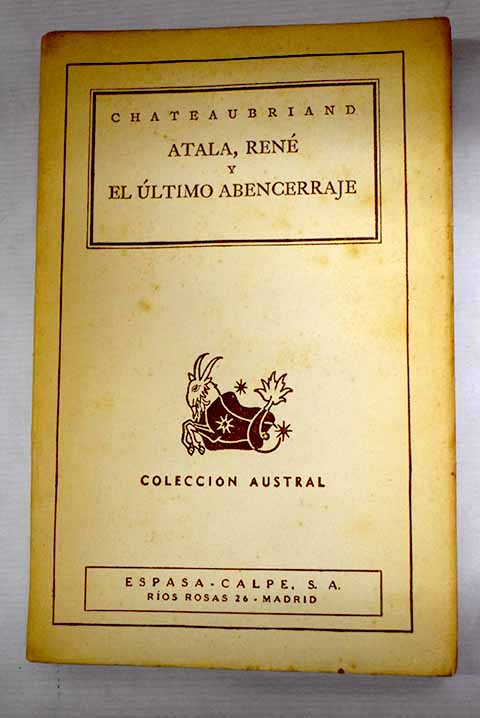 CHATEAUBRIAND
ATALA, RENÉ
Y
EL ÚLTIMO ABENCERRAJE
COLECCIÓN AUSTRAL
ESPASA - CALPE, S. A.
RÍOS ROSAS 26 - MADRID